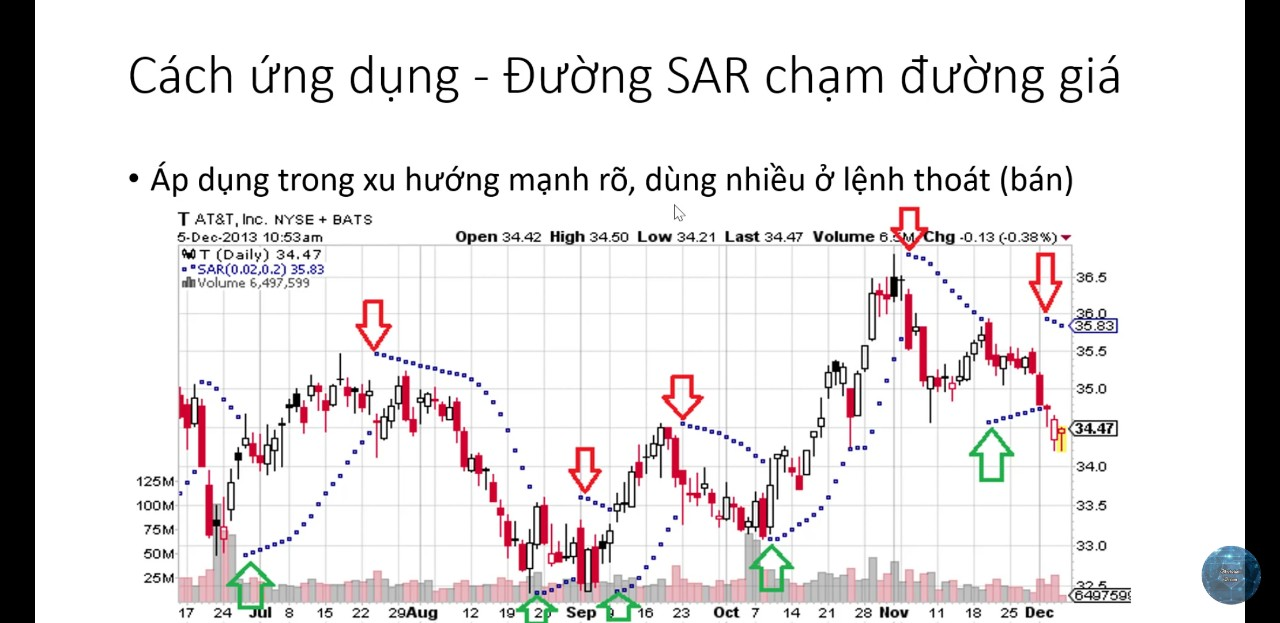 Cách ứng dụng - Đường SAR chạm đường giá
• Áp dụng trong xu hướng mạnh rõ, dùng nhiều ở lệnh thoát (bán)
T AT&T, Inc. NYSE + BATS
5-Dec-2013 10:53am Open 34.42 High 34.50 Low 34.21 Last 34.47 Volume 6.5M Chg -0.13 (-0.38%)
T (Daily) 34.47
SAR(0.02,0.2) 35.83
Volume 6,497,599
36.5
36.0
35.83
35.5
35.0
34.47
34.0
33.5
33.0
32.5
6497599
125M
100M
75M
50M
25M
17 24 Jul 8 15 22 29 Aug 12 19 26 Sep 9 16 23 Oct 7 14 21 28 Nov 11 18 25 Dec